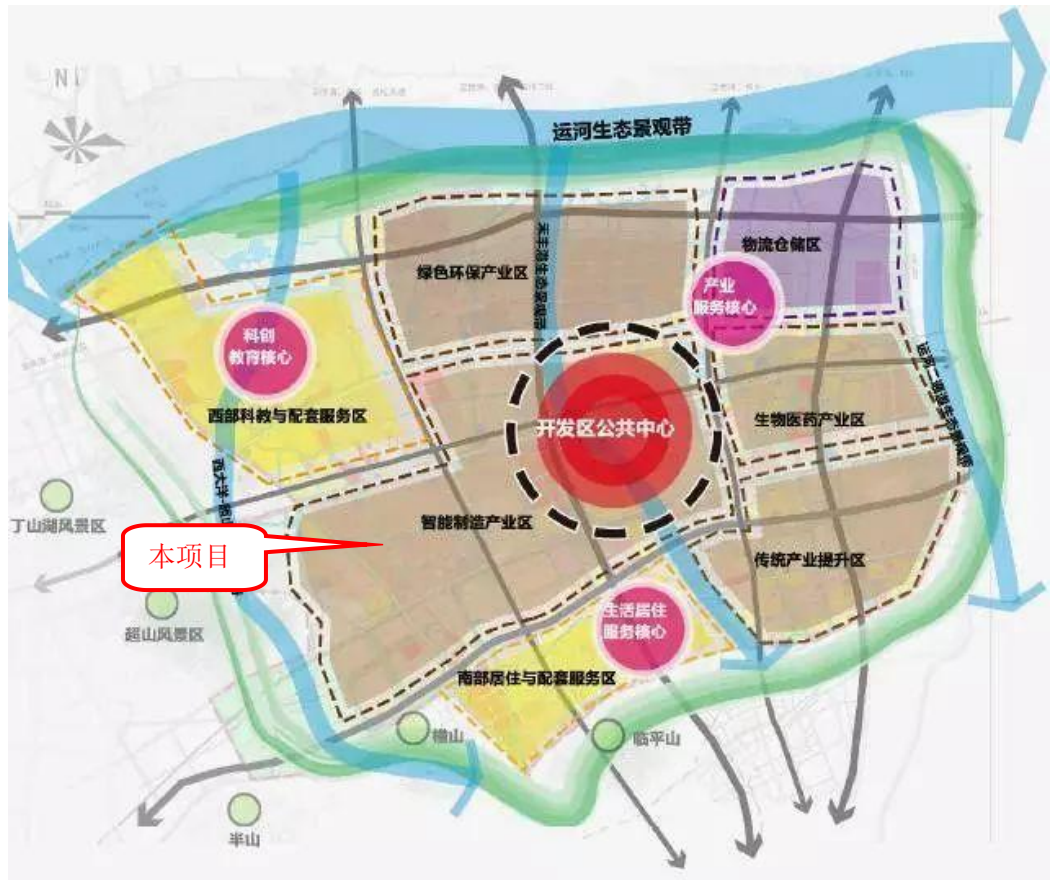 N
运河生态景观带
物流仓储区
绿色环保产业区
产业
服务核心
科创
教育核心
西部科教与配套服务区
开发区公共中心
生物医药产业区
丁山湖风景区
智能制造产业区
本项目
传统产业提升区
超山风景区
生活居住
服务核心
南部居住与配套服务区
横山
临平山
半山